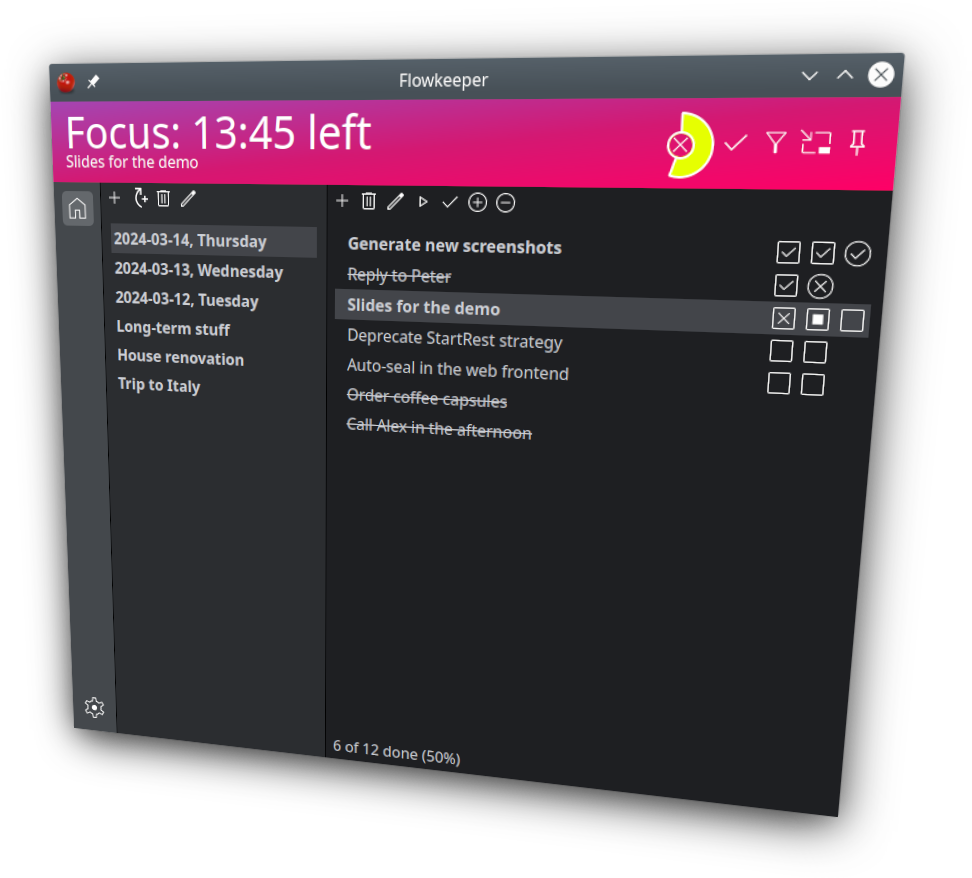 Flowkeeper
Focus: 13:45 left
Slides for the demo
2024-03-14, Thursday
2024-03-13, Wednesday
2024-03-12, Tuesday
Long-term stuff
House renovation
Trip to Italy
Generate new screenshots
Reply to Peter
Slides for the demo
Deprecate StartRest strategy
Auto-seal in the web frontend
Order coffee capsules
Call Alex in the afternoon
6 of 12 done (50%)